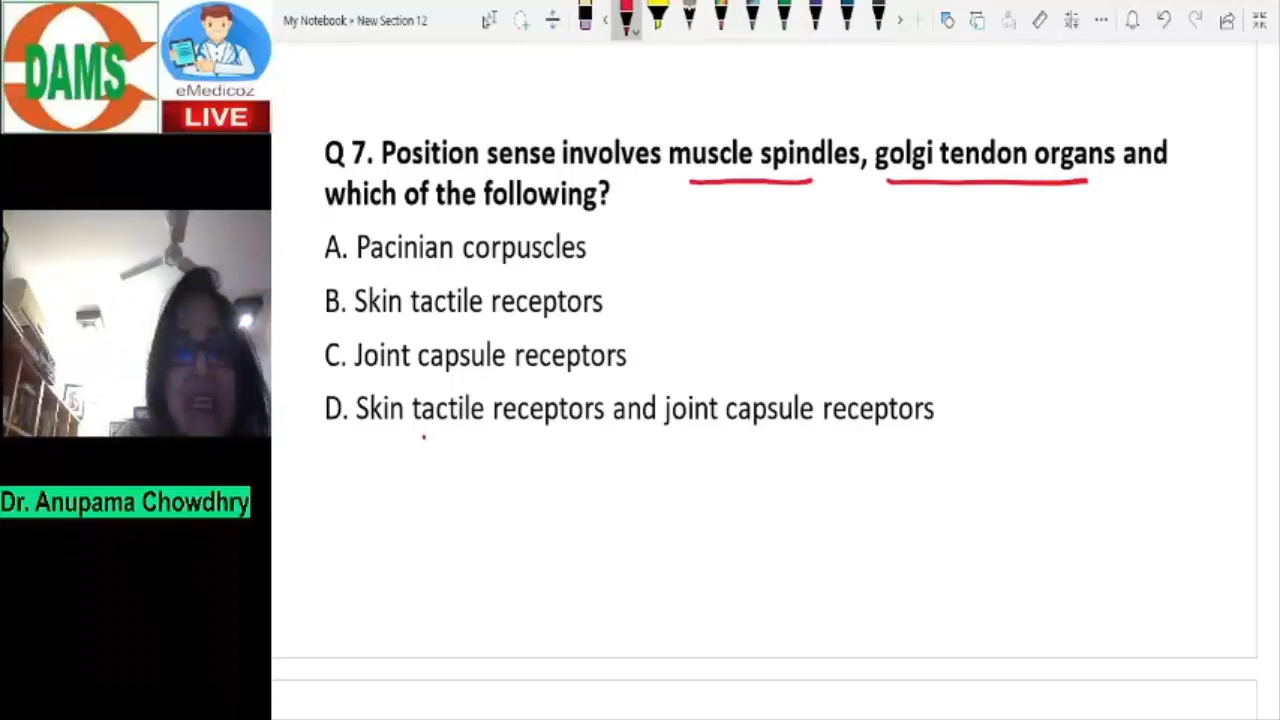 My Notebook » New Section 12
DAMS
eMedicoz
LIVE
Q 7. Position sense involves muscle spindles, golgi tendon organs and
which of the following?
A. Pacinian corpuscles
B. Skin tactile receptors
C. Joint capsule receptors
D. Skin tactile receptors and joint capsule receptors
Dr. Anupama Chowdhry